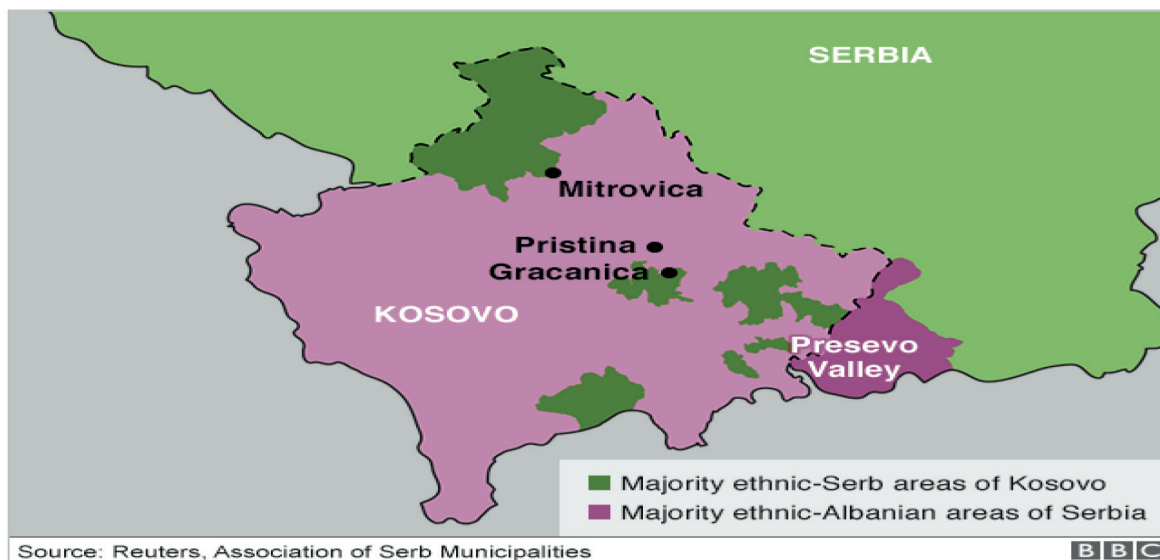 SERBIA
Mitrovica
Pristina
Gracanica
KOSOVO
Presevo
Valley
Majority ethnic-Serb areas of Kosovo
Majority ethnic-Albanian areas of Serbia
Source: Reuters, Association of Serb Municipalities
BBC